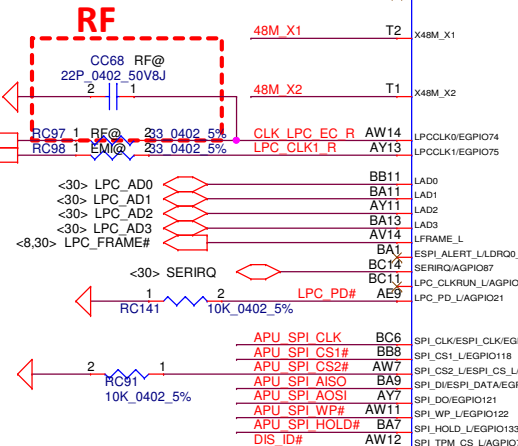 RF
48M_X1 T2 X48M_X1
CC68 RF@
22P_0402_50V8J
2 1
48M_X2 T1 X48M_X2
RC97 1 RF@ 2 33_0402_5% CLK_LPC_EC_R AW14 LPCCLK0/EGPIO74
RC98 1 EMI@ 2 33_0402_5% LPC_CLK1_R AY13 LPCCLK1/EGPIO75
<30> LPC_AD0 BB11 LAD0
<30> LPC_AD1 BA11 LAD1
<30> LPC_AD2 AY11 LAD2
<30> LPC_AD3 BA13 LAD3
<8,30> LPC_FRAME# AV14 LFRAME_L
BA1 ESPI_ALERT_L/LDRQ0_
<30> SERIRQ BC14 SERIRQ/AGPIO87
BC11 LPC_CLKRUN_L/AGPIO
1 2 LPC_PD# AE9 LPC_PD_L/AGPIO21
RC141 10K_0402_5%
APU_SPI_CLK BC6 SPI_CLK/ESPI_CLK/EG
APU_SPI_CS1# BB8 SPI_CS1_L/EGPIO118
2 1 APU_SPI_CS2# AW7 SPI_CS2_L/ESPI_CS_L/
RC91 APU_SPI_AISO BA9 SPI_DI/ESPI_DATA/EGP
10K_0402_5% APU_SPI_AOSI AY7 SPI_DO/EGPIO121
APU_SPI_WP# AW11 SPI_WP_L/EGPIO122
APU_SPI_HOLD# BA7 SPI_HOLD_L/EGPIO133
DIS_ID# AW12 SPI_TPM_CS_L/AGPIO